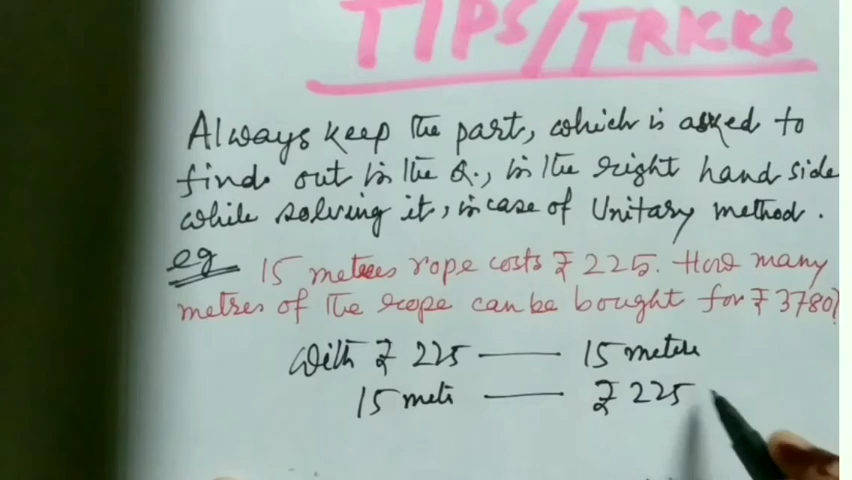 TIPS/TRICKS
Always keep the part, which is asked to
find out in the Q., in the right hand side
while solving it, in case of Unitary method.
eg 15 metres rope costs ₹ 225. How many
metres of the rope can be bought for ₹ 3780?
With ₹ 225 — 15 metre
15 metr — ₹ 225